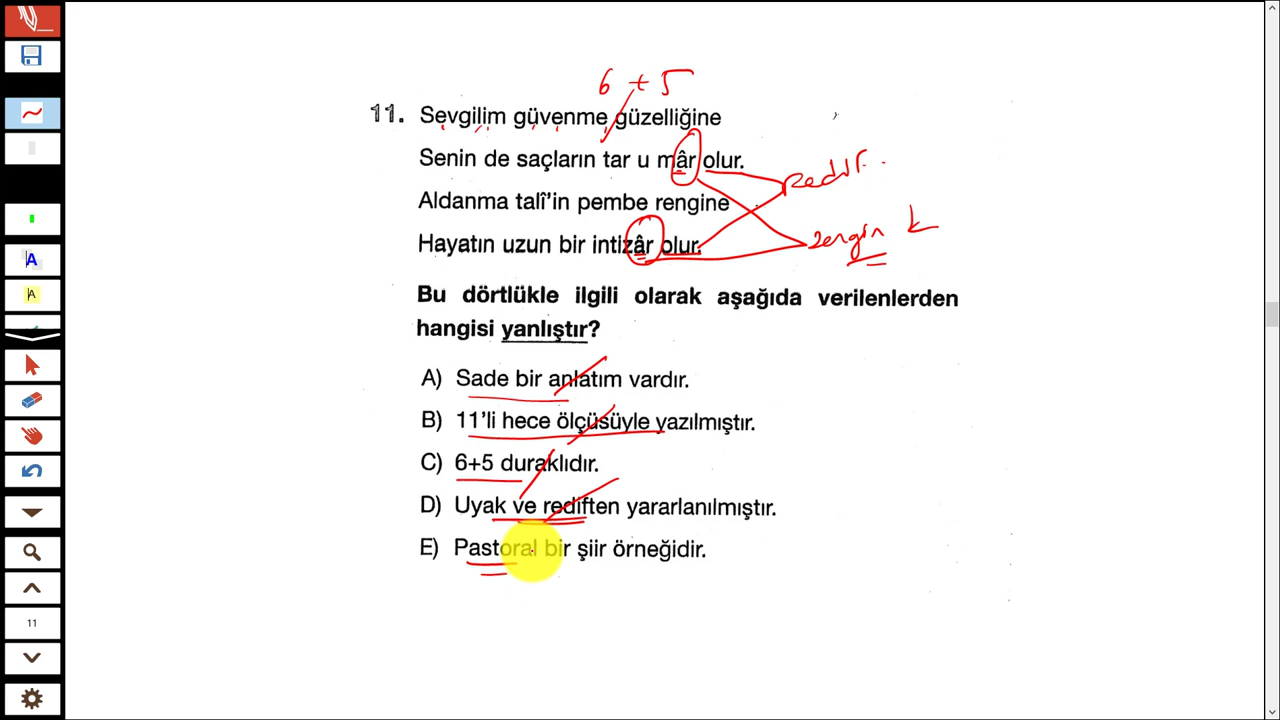 6 + 5
11. Sevgilim güvenme güzelliğine
Senin de saçların tar u mâr olur.
Redif
Aldanma talî'in pembe rengine
zengin k
Hayatın uzun bir intizâr olur.
Bu dörtlükle ilgili olarak aşağıda verilenlerden
hangisi yanlıştır?
A) Sade bir anlatım vardır.
B) 11'li hece ölçüsüyle yazılmıştır.
C) 6+5 duraklıdır.
D) Uyak ve rediften yararlanılmıştır.
E) Pastoral bir şiir örneğidir.
A
A
11